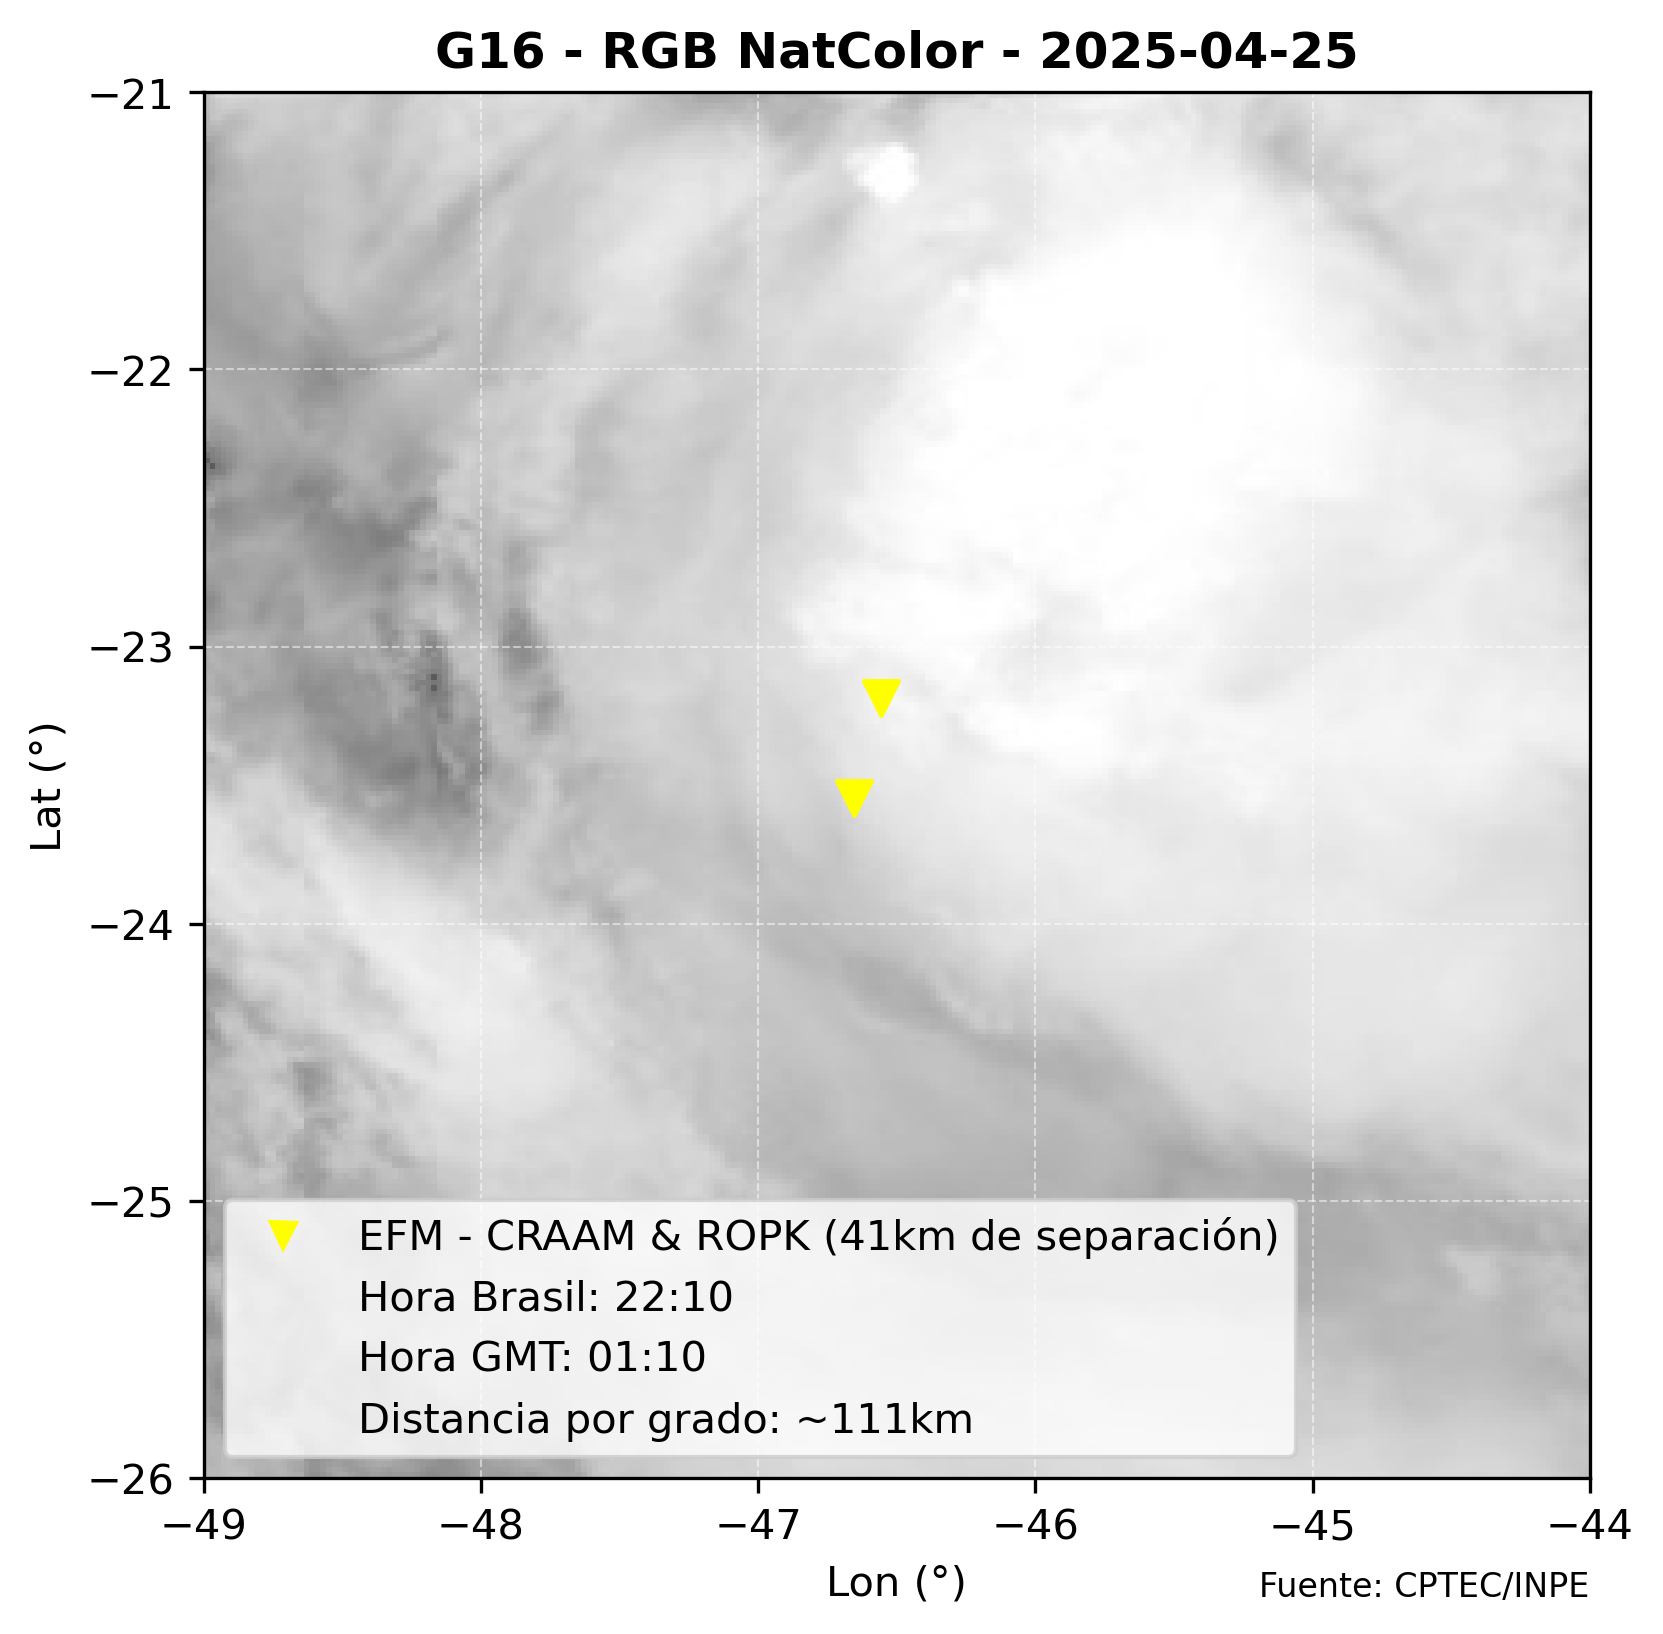 G16 - RGB NatColor - 2025-04-25
−21
−22
−23
−24
−25
−26
Lat (°)
EFM - CRAAM & ROPK (41km de separación)
Hora Brasil: 22:10
Hora GMT: 01:10
Distancia por grado: ~111km
−49 −48 −47 −46 −45 −44
Lon (°)
Fuente: CPTEC/INPE